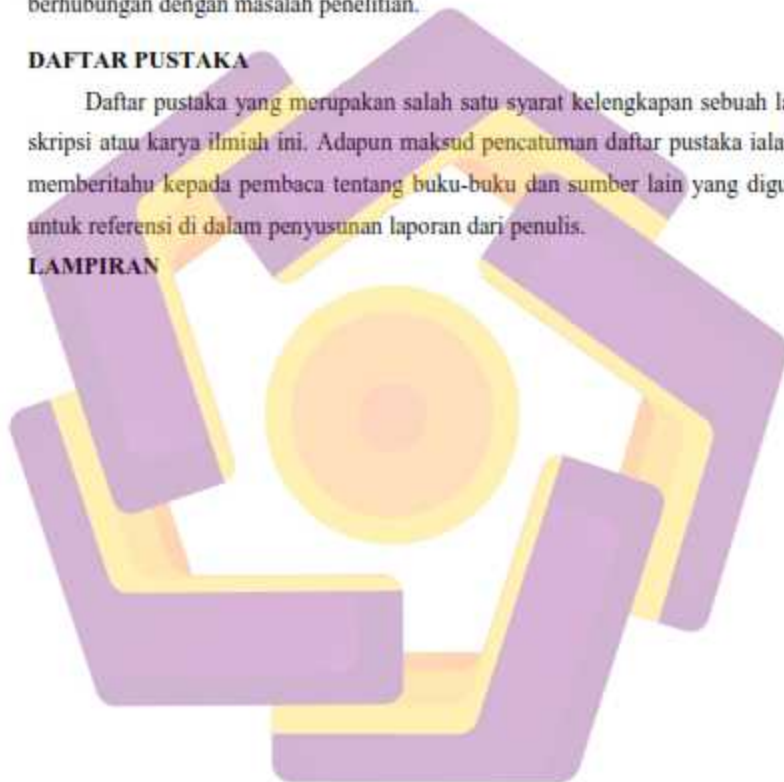 berhubungan dengan masalah penelitian.
DAFTAR PUSTAKA
Daftar pustaka yang merupakan salah satu syarat kelengkapan sebuah
skripsi atau karya ilmiah ini. Adapun maksud pencatuman daftar pustaka
memberitahu kepada pembaca tentang buku-buku dan sumber lain yang
untuk referensi di dalam penyusunan laporan dari penulis.
LAMPIRAN